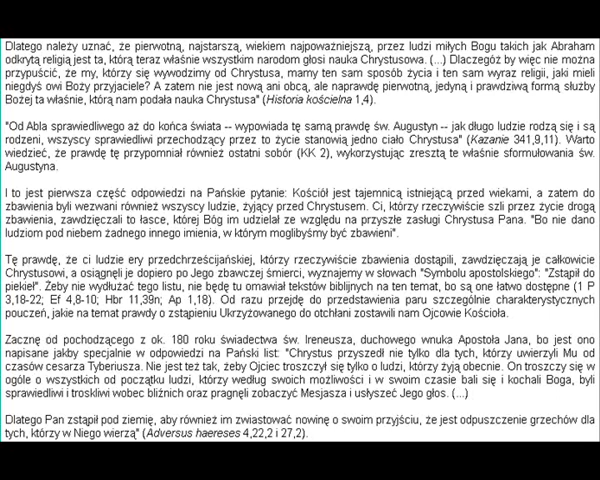 Dlatego należy uznać, że pierwotną, najstarszą, wiekiem najpoważniejszą, przez ludzi miłych Bogu takich jak Abraham
odkrytą religią jest ta, którą teraz właśnie wszystkim narodom głosi nauka Chrystusowa. (...) Dlaczegóż by więc nie można
przypuścić, że my, którzy się wywodzimy od Chrystusa, mamy ten sam sposób życia i ten sam wyraz religii, jaki mieli
niegdyś owi Boży przyjaciele? A zatem nie jest nową ani obcą, ale naprawdę pierwotną, jedyną i prawdziwą formą służby
Bożej ta właśnie, którą nam podała nauka Chrystusa" (Historia kościelna 1,4).
"Od Abla sprawiedliwego aż do końca świata -- wypowiada tę samą prawdę św. Augustyn -- jak długo ludzie rodzą się i są
rodzeni, wszyscy sprawiedliwi przechodzący przez to życie stanowią jedno ciało Chrystusa" (Kazanie 341,9,11). Warto
wiedzieć, że prawdę tę przypomniał również ostatni sobór (KK 2), wykorzystując zresztą te właśnie sformułowania św.
Augustyna.
I to jest pierwsza część odpowiedzi na Pańskie pytanie: Kościół jest tajemnicą istniejącą przed wiekami, a zatem do
zbawienia byli wezwani również wszyscy ludzie, żyjący przed Chrystusem. Ci, którzy rzeczywiście szli przez życie drogą
zbawienia, zawdzięczali to łasce, której Bóg im udzielał ze względu na przyszłe zasługi Chrystusa Pana. "Bo nie dano
ludziom pod niebem żadnego innego imienia, w którym moglibyśmy być zbawieni".
Tę prawdę, że ci ludzie ery przedchrześcijańskiej, którzy rzeczywiście zbawienia dostąpili, zawdzięczają je całkowicie
Chrystusowi, a osiągnęli je dopiero po Jego zbawczej śmierci, wyznajemy w słowach "Symbolu apostolskiego": "Zstąpił do
piekieł". Żeby nie wydłużać tego listu, nie będę tu omawiał tekstów biblijnych na ten temat, bo są one łatwo dostępne (1 P
3,18-22; Ef 4,8-10; Hbr 11,39n; Ap 1,18). Od razu przejdę do przedstawienia paru szczególnie charakterystycznych
pouczeń, jakie na temat prawdy o zstąpieniu Ukrzyżowanego do otchłani zostawili nam Ojcowie Kościoła.
Zacznę od pochodzącego z ok. 180 roku świadectwa św. Ireneusza, duchowego wnuka Apostoła Jana, bo jest ono
napisane jakby specjalnie w odpowiedzi na Pański list: "Chrystus przyszedł nie tylko dla tych, którzy uwierzyli Mu od
czasów cesarza Tyberiusza. Nie jest też tak, żeby Ojciec troszczył się tylko o ludzi, którzy żyją obecnie. On troszczy się w
ogóle o wszystkich od początku ludzi, którzy według swoich możliwości i w swoim czasie bali się i kochali Boga, byli
sprawiedliwi i troskliwi wobec bliźnich oraz pragnęli zobaczyć Mesjasza i usłyszeć Jego głos. (...)
Dlatego Pan zstąpił pod ziemię, aby również im zwiastować nowinę o swoim przyjściu, że jest odpuszczenie grzechów dla
tych, którzy w Niego wierzą" (Adversus haereses 4,22,2 i 27,2).